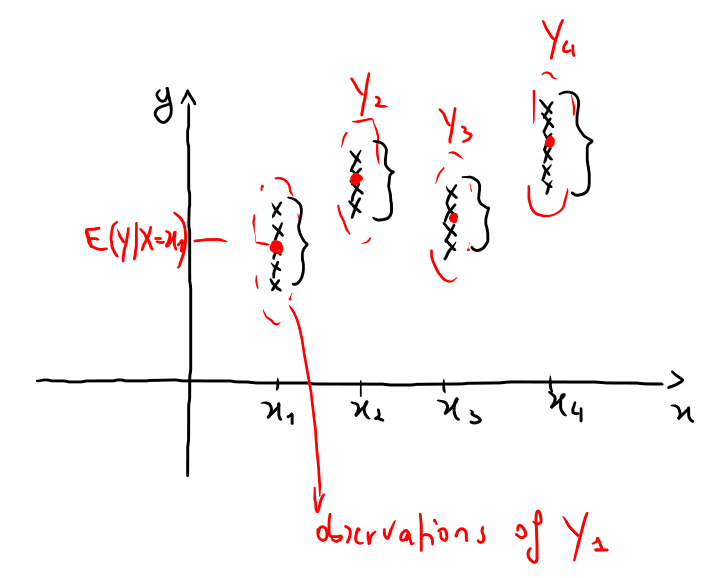 Y₄
Y₂
Y₃
y
E(Y|X=x₁)
x₁ x₂ x₃ x₄
x
observations of Y₁